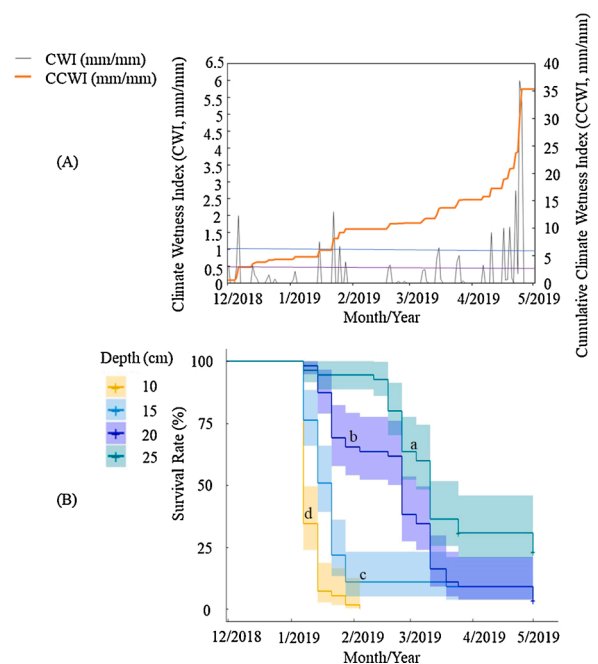 CWI (mm/mm)
CCWI (mm/mm)
(A)
Climate Wetness Index (CWI, mm/mm)
6.5
6
5.5
5
4.5
4
3.5
3
2.5
2
1.5
1
0.5
0
40
35
30
25
20
15
10
5
0
Cumulative Climate Wetness Index (CCWI, mm/mm)
12/2018 1/2019 2/2019 3/2019 4/2019 5/2019
Month/Year
Depth (cm)
10
15
20
25
(B)
Survival Rate (%)
100
75
50
25
0
a
b
c
d
12/2018 1/2019 2/2019 3/2019 4/2019 5/2019
Month/Year